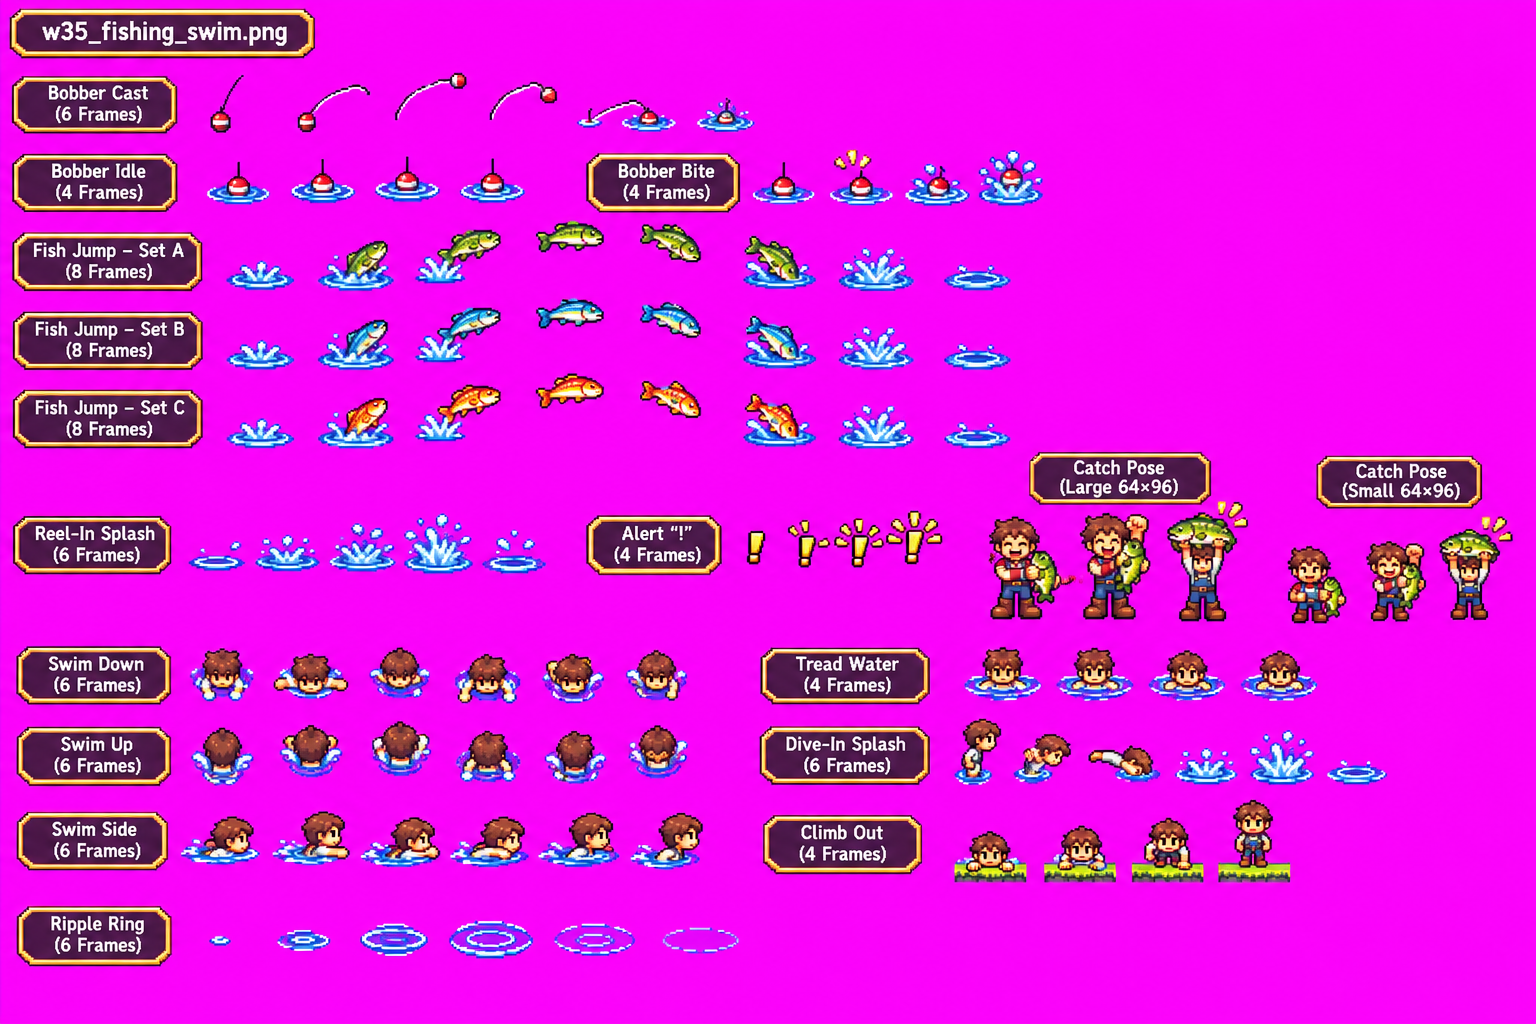 w35_fishing_swim.png
Bobber Cast
(6 Frames)
Bobber Idle
(4 Frames)
Bobber Bite
(4 Frames)
Fish Jump – Set A
(8 Frames)
Fish Jump – Set B
(8 Frames)
Fish Jump – Set C
(8 Frames)
Catch Pose
(Large 64×96)
Catch Pose
(Small 64×96)
Reel-In Splash
(6 Frames)
Alert “!”
(4 Frames)
Swim Down
(6 Frames)
Tread Water
(4 Frames)
Swim Up
(6 Frames)
Dive-In Splash
(6 Frames)
Swim Side
(6 Frames)
Climb Out
(4 Frames)
Ripple Ring
(6 Frames)